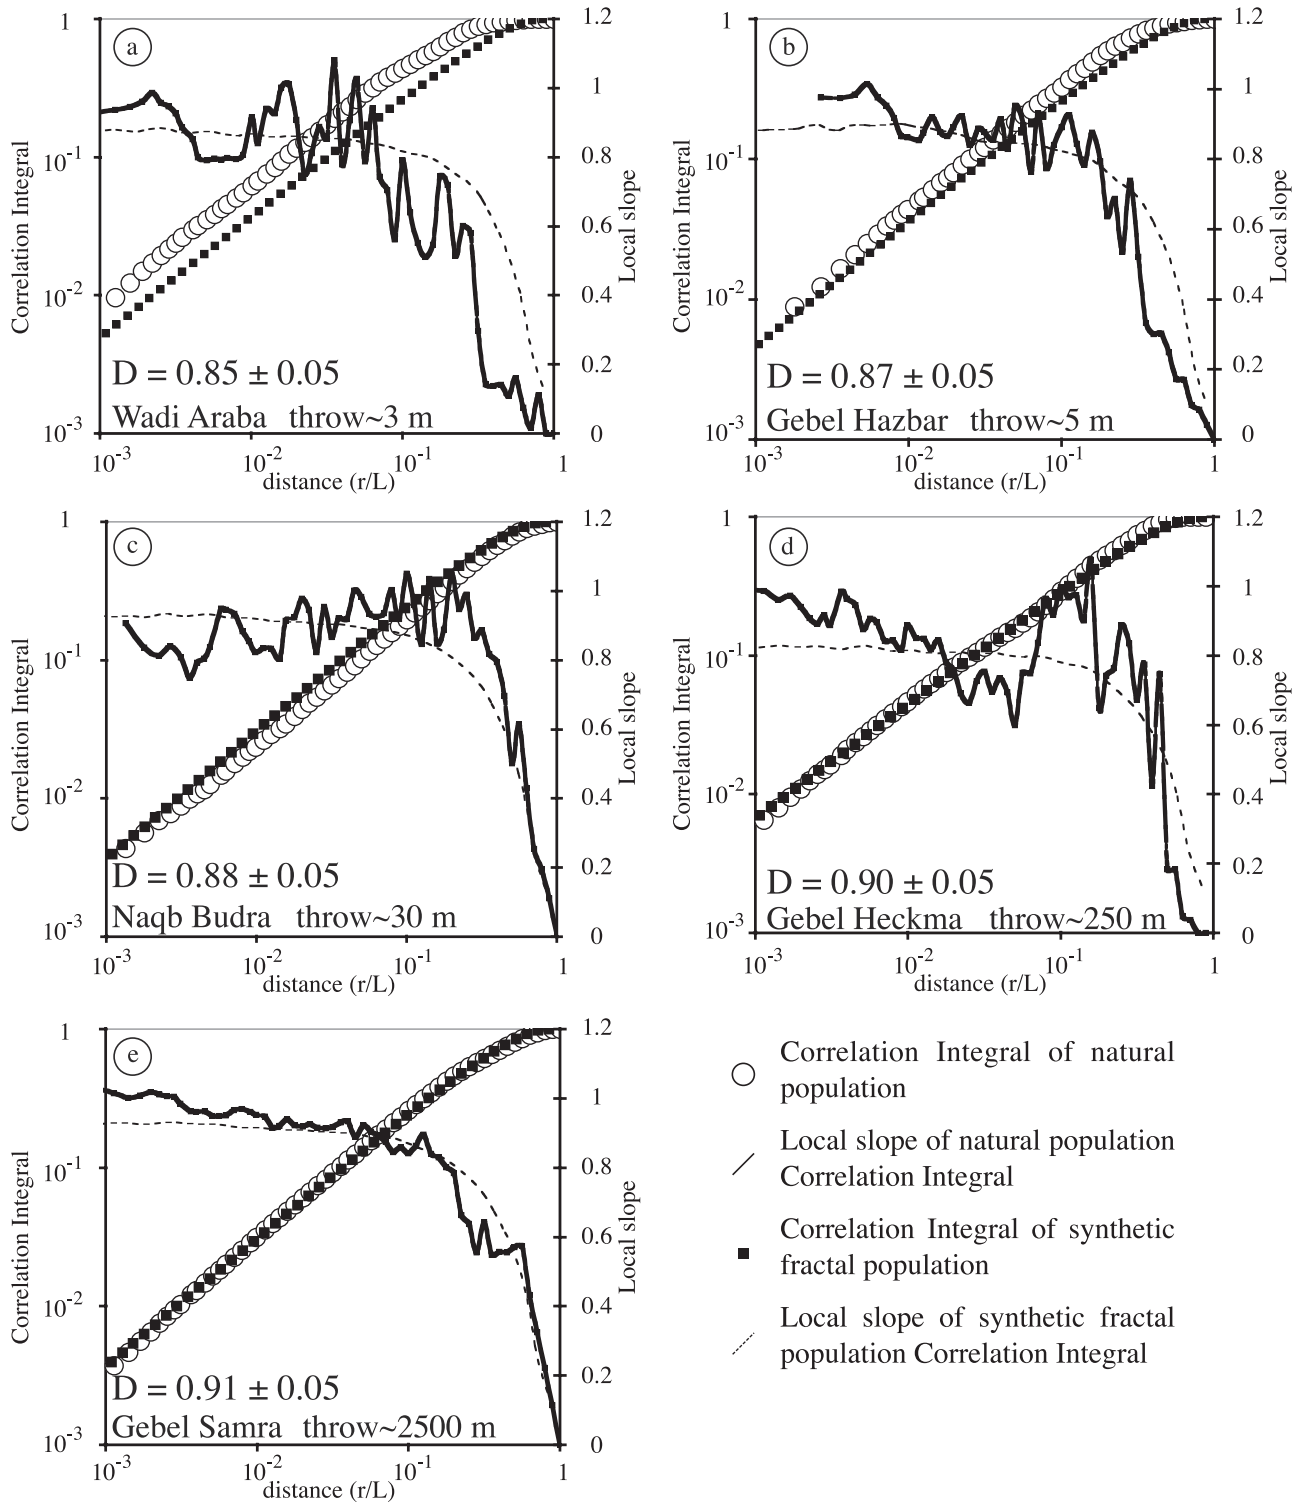 a
1
10-1
10-2
10-3
Correlation Integral
1.2
1
0.8
0.6
0.4
0.2
0
Local slope
D = 0.85 ± 0.05
Wadi Araba throw~3 m
10-3 10-2 10-1 1
distance (r/L)
b
1
10-1
10-2
10-3
Correlation Integral
1.2
1
0.8
0.6
0.4
0.2
0
Local slope
D = 0.87 ± 0.05
Gebel Hazbar throw~5 m
10-3 10-2 10-1 1
distance (r/L)
c
1
10-1
10-2
10-3
Correlation Integral
1.2
1
0.8
0.6
0.4
0.2
0
Local slope
D = 0.88 ± 0.05
Naqb Budra throw~30 m
10-3 10-2 10-1 1
distance (r/L)
d
1
10-1
10-2
10-3
Correlation Integral
1.2
1
0.8
0.6
0.4
0.2
0
Local slope
D = 0.90 ± 0.05
Gebel Heckma throw~250 m
10-3 10-2 10-1 1
distance (r/L)
e
1
10-1
10-2
10-3
Correlation Integral
1.2
1
0.8
0.6
0.4
0.2
0
Local slope
D = 0.91 ± 0.05
Gebel Samra throw~2500 m
10-3 10-2 10-1 1
distance (r/L)
Correlation Integral of natural
population
Local slope of natural population
Correlation Integral
Correlation Integral of synthetic
fractal population
Local slope of synthetic fractal
population Correlation Integral